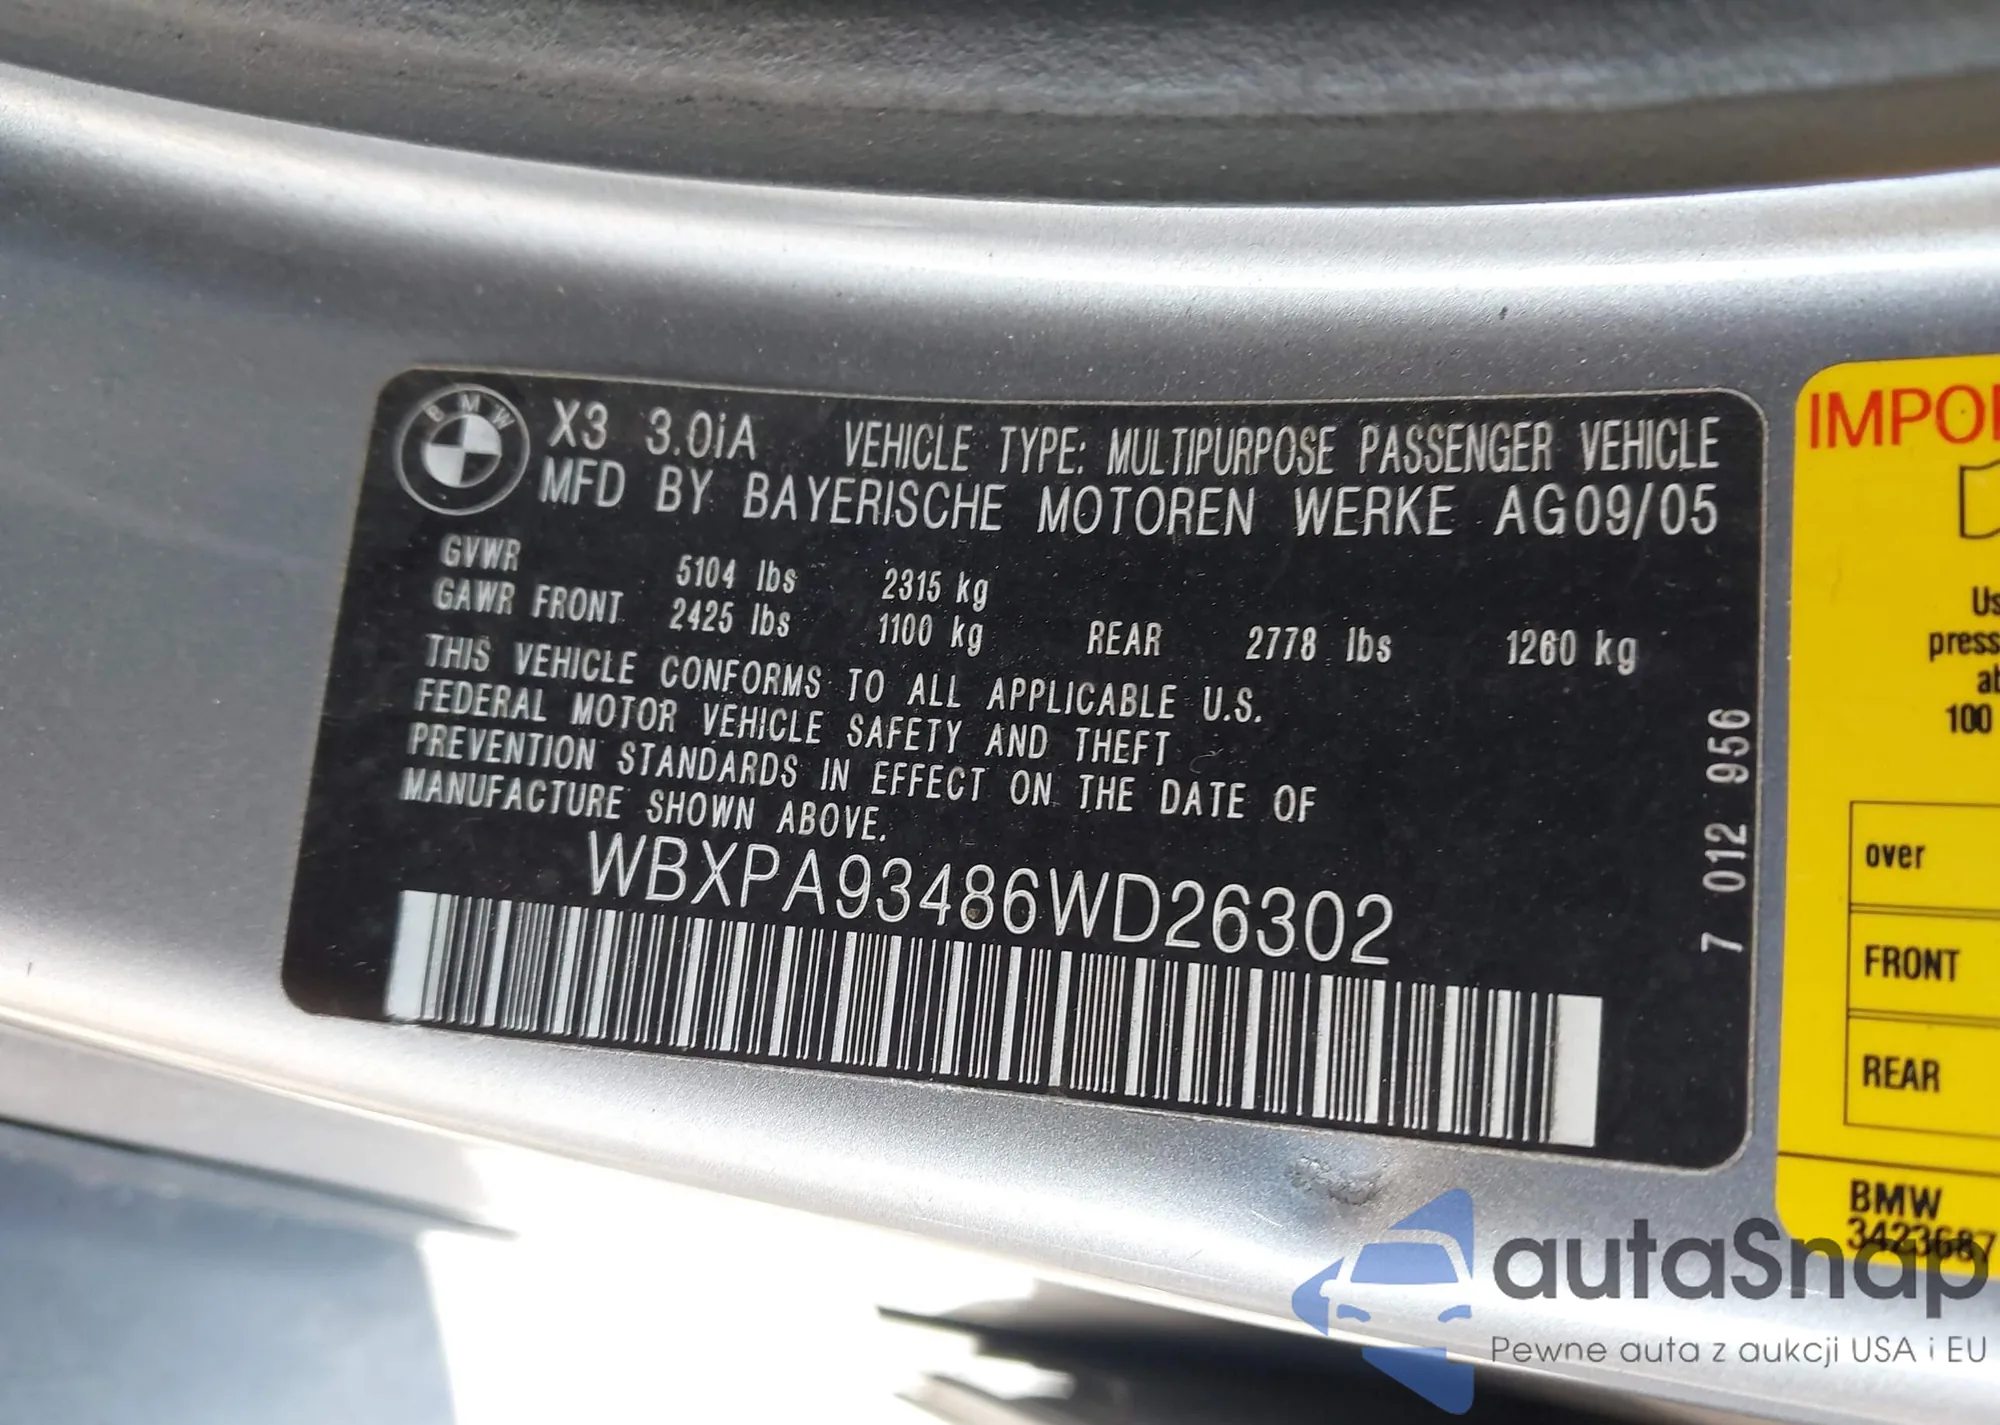 BMW
X3 3.0iA VEHICLE TYPE: MULTIPURPOSE PASSENGER VEHICLE
MFD BY BAYERISCHE MOTOREN WERKE AG09/05
GVWR 5104 lbs 2315 kg
GAWR FRONT 2425 lbs 1100 kg REAR 2778 lbs 1260 kg
THIS VEHICLE CONFORMS TO ALL APPLICABLE U.S.
FEDERAL MOTOR VEHICLE SAFETY AND THEFT
PREVENTION STANDARDS IN EFFECT ON THE DATE OF
MANUFACTURE SHOWN ABOVE.
WBXPA93486WD26302
7 012 956
IMPO
Us
press
100
over
FRONT
REAR
BMW
3423687
autaSnap
Pewne auta z aukcji USA i EU